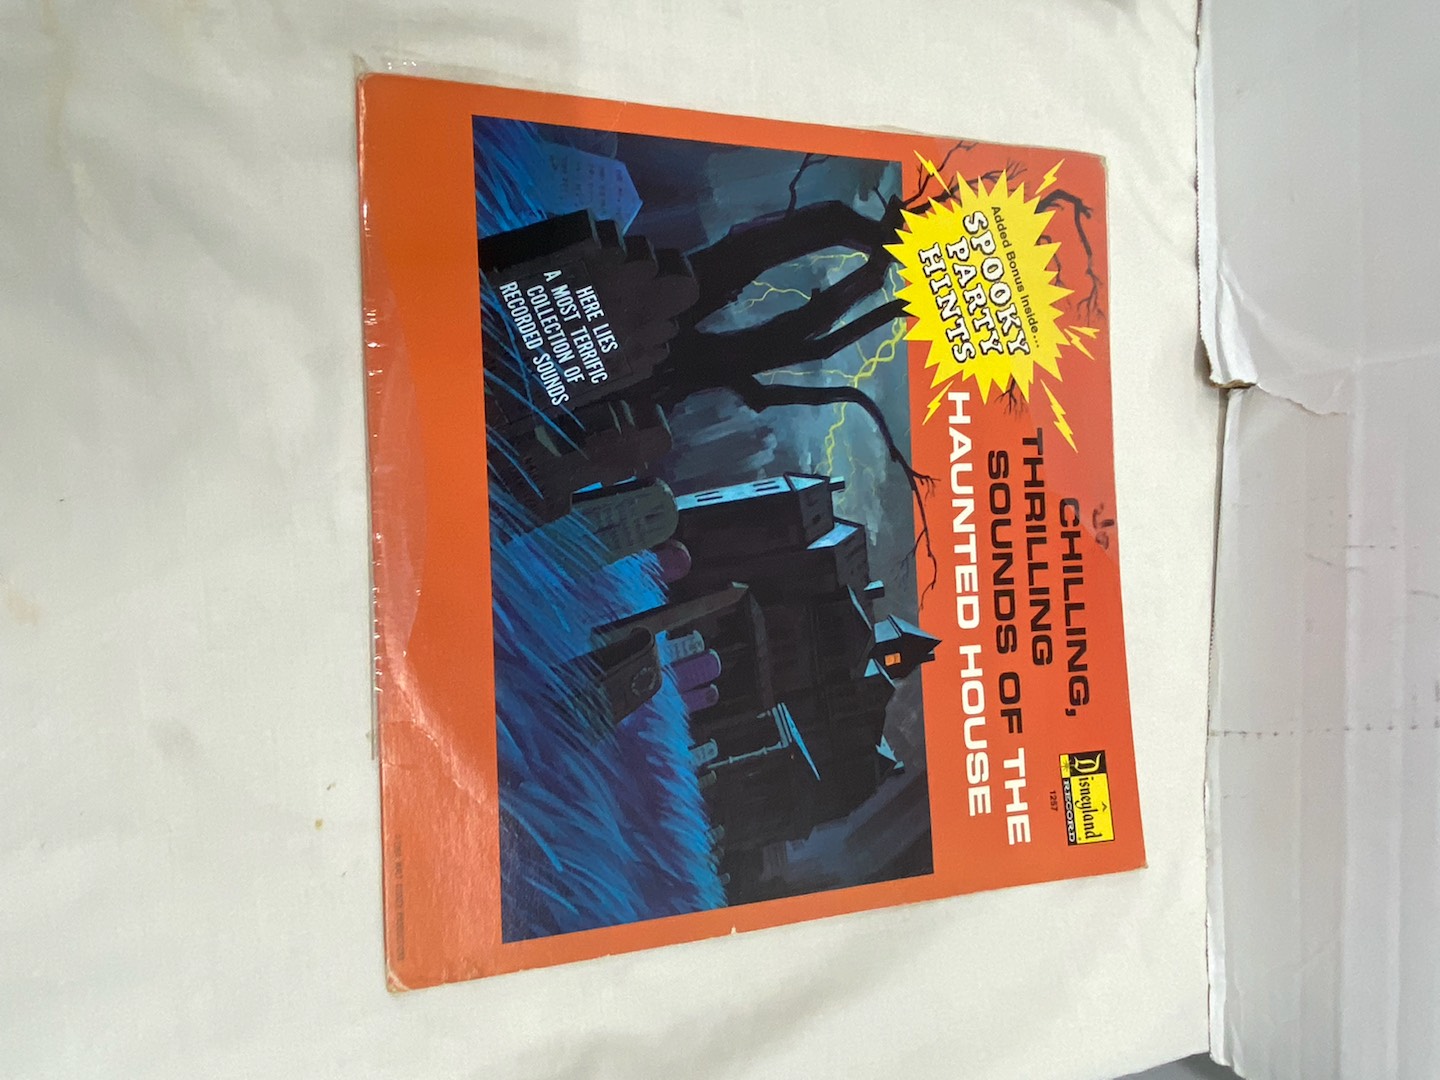 CHILLING,
THRILLING
SOUNDS OF THE
HAUNTED HOUSE
Disneyland
RECORD
1257
Added Bonus Inside...
SPOOKY
PARTY
HINTS
HERE LIES
A MOST TERRIFIC
COLLECTION OF
RECORDED SOUNDS